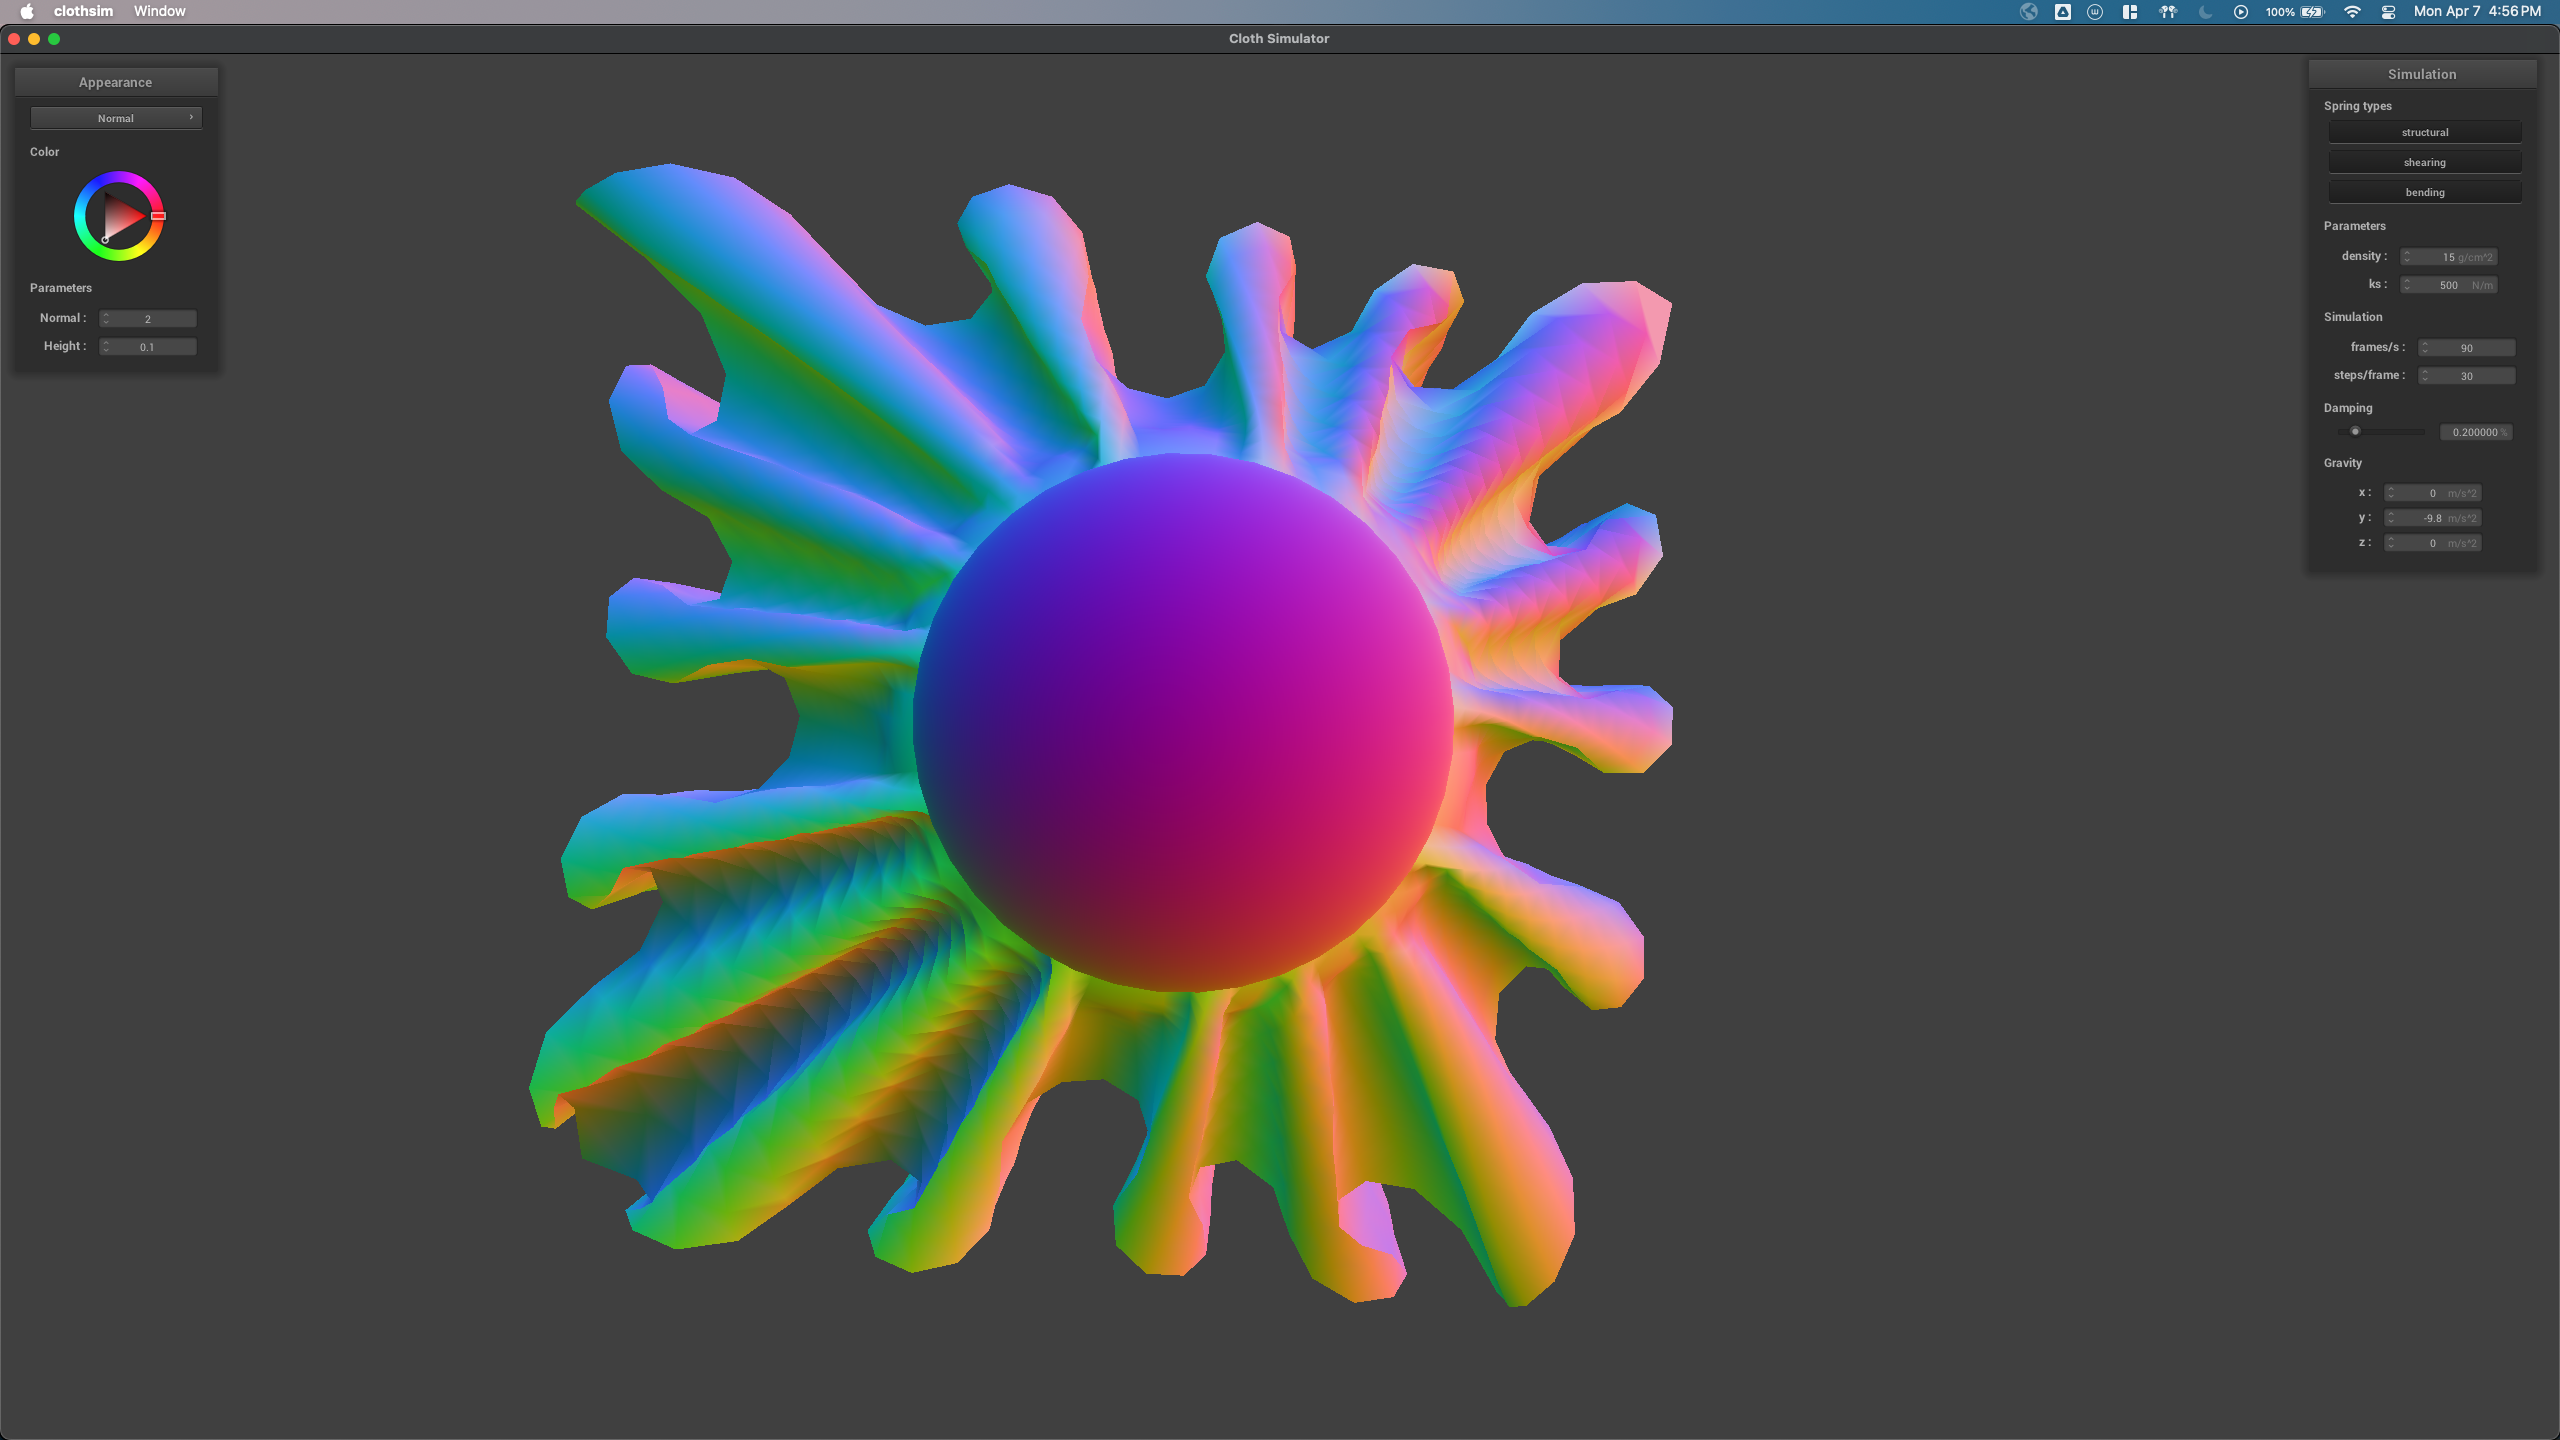 clothsim Window 100% Mon Apr 7 4:56 PM
Cloth Simulator
Appearance
Normal
Color
Parameters
Normal : 2
Height : 0.1
Simulation
Spring types
structural
shearing
bending
Parameters
density : 15 g/cm^2
ks : 500 N/m
Simulation
frames/s : 90
steps/frame : 30
Damping
0.200000 %
Gravity
x : 0 m/s^2
y : -9.8 m/s^2
z : 0 m/s^2